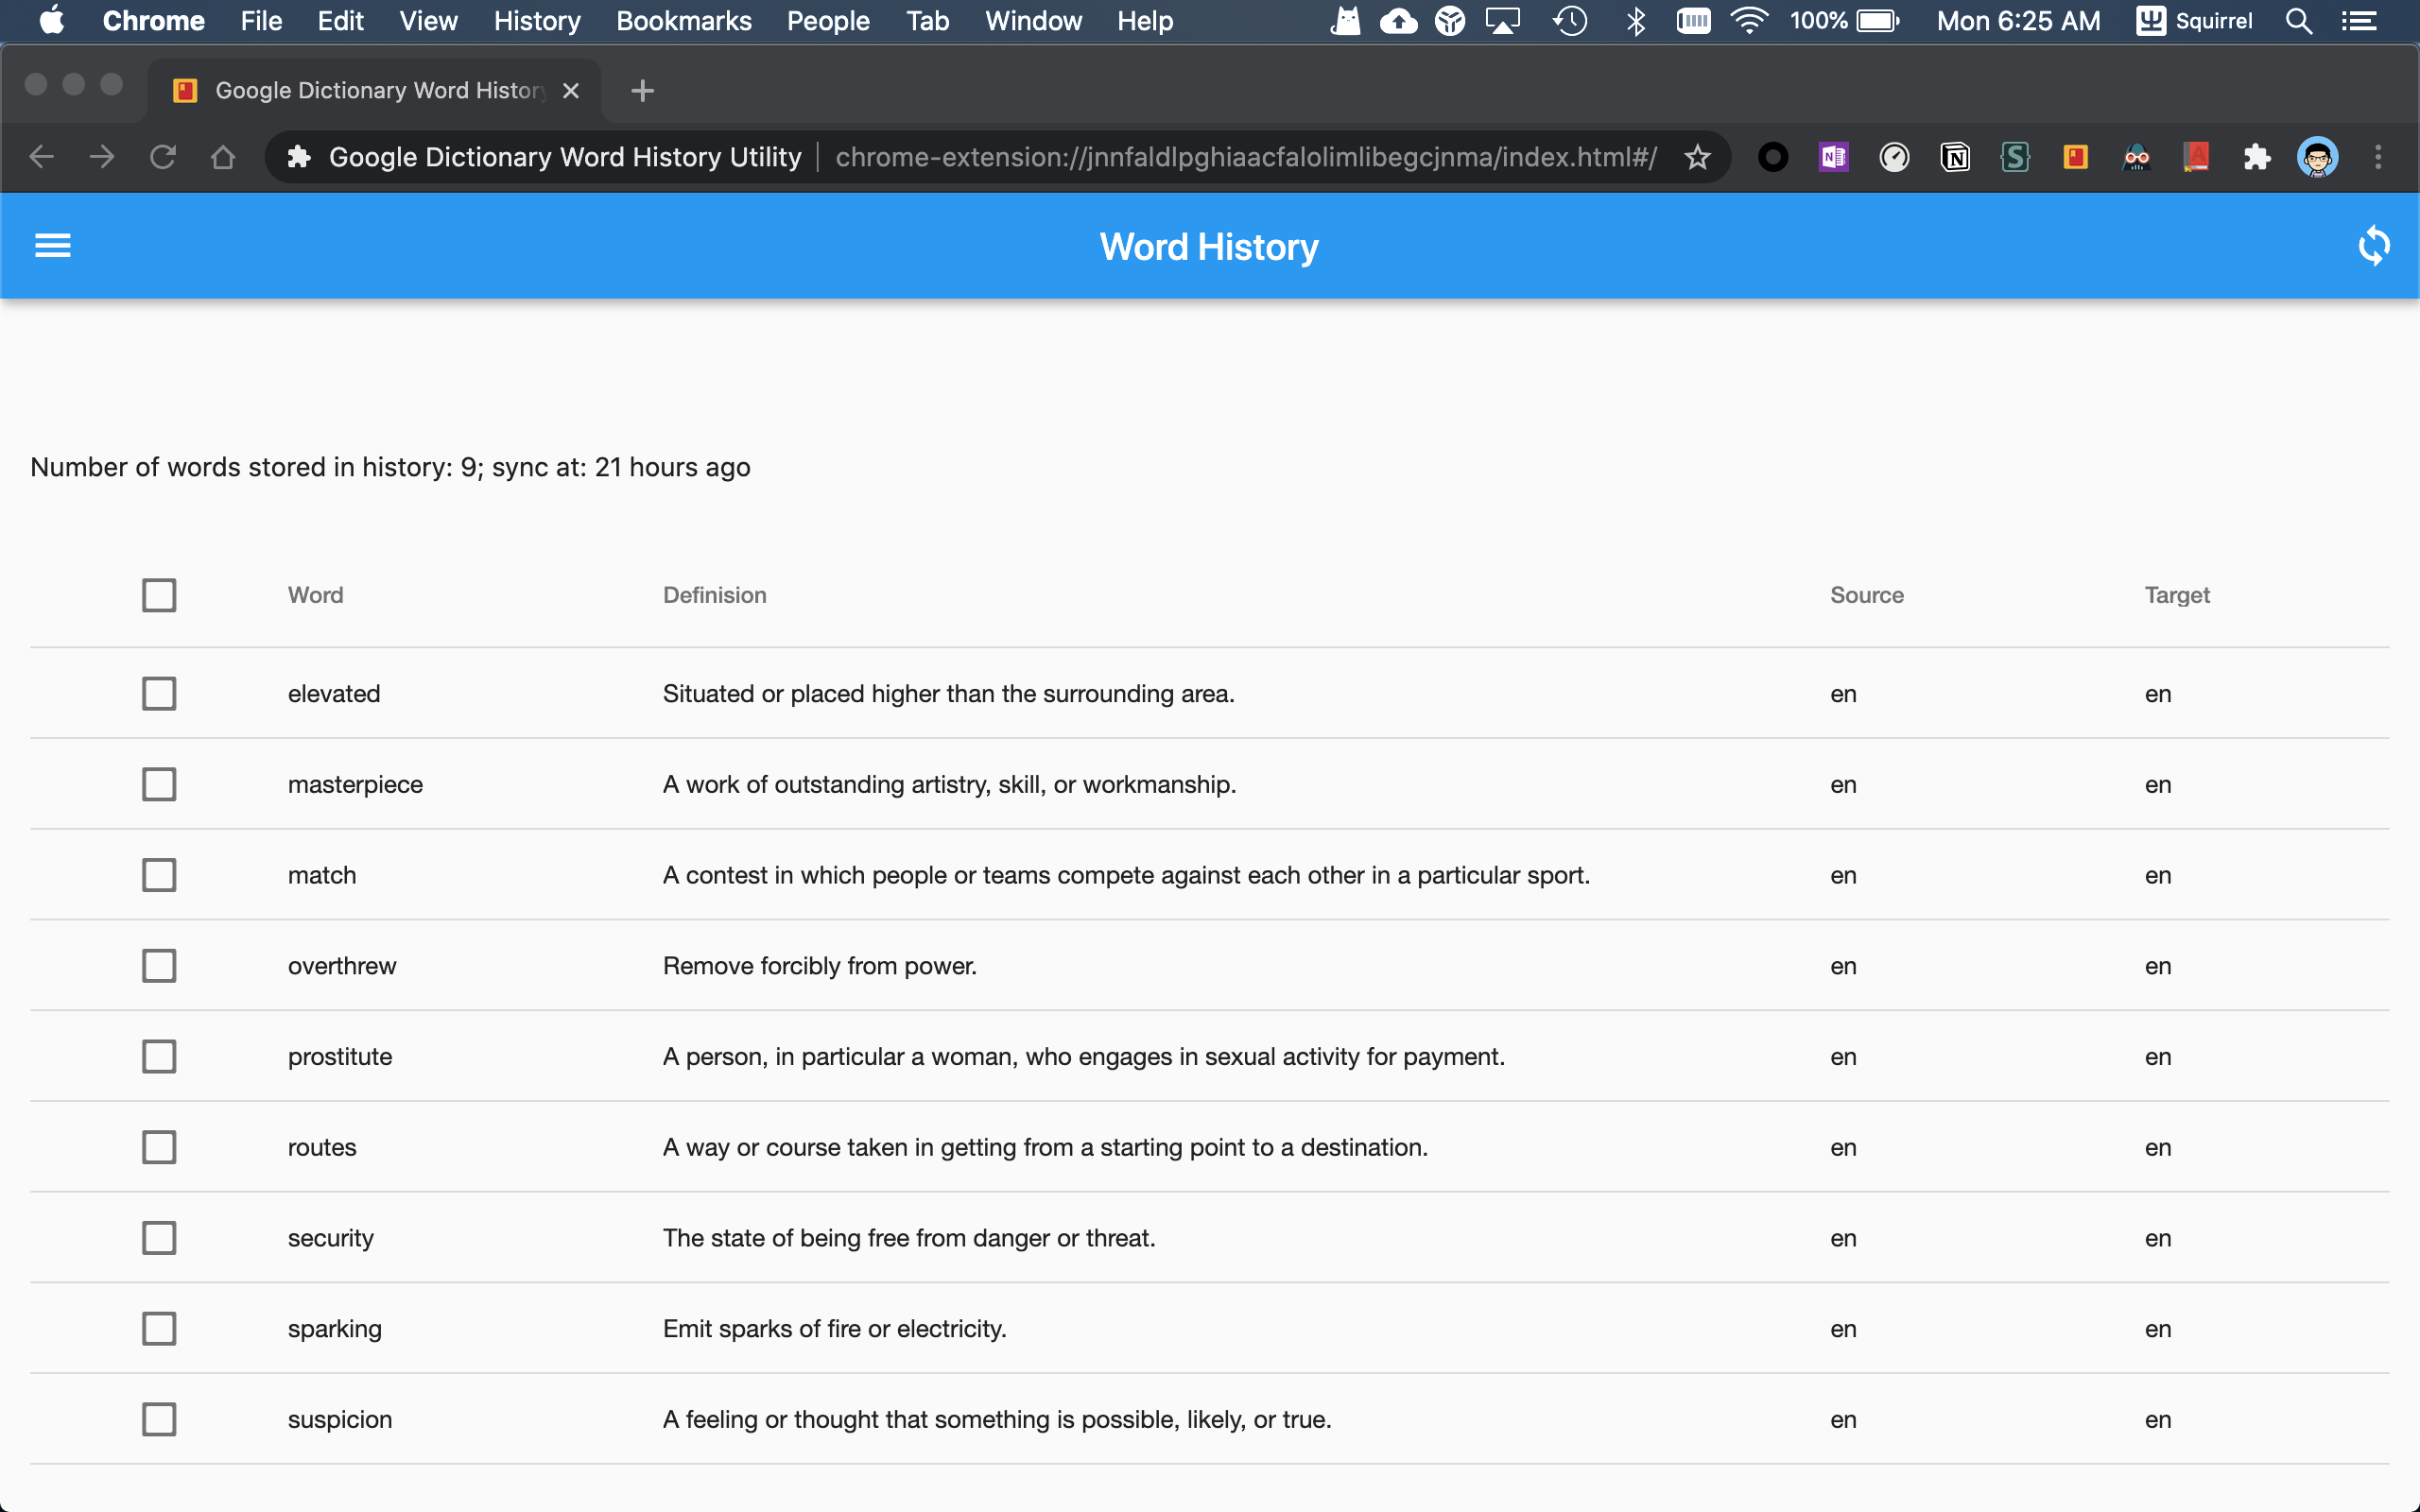 Chrome File Edit View History Bookmarks People Tab Window Help 100% Mon 6:25 AM Squirrel
Google Dictionary Word History
Google Dictionary Word History Utility chrome-extension://jnnfaldlpghiaacfalolimlibegcjnma/index.html#/
Word History
Number of words stored in history: 9; sync at: 21 hours ago
Word Definision Source Target
elevated Situated or placed higher than the surrounding area. en en
masterpiece A work of outstanding artistry, skill, or workmanship. en en
match A contest in which people or teams compete against each other in a particular sport. en en
overthrew Remove forcibly from power. en en
prostitute A person, in particular a woman, who engages in sexual activity for payment. en en
routes A way or course taken in getting from a starting point to a destination. en en
security The state of being free from danger or threat. en en
sparking Emit sparks of fire or electricity. en en
suspicion A feeling or thought that something is possible, likely, or true. en en